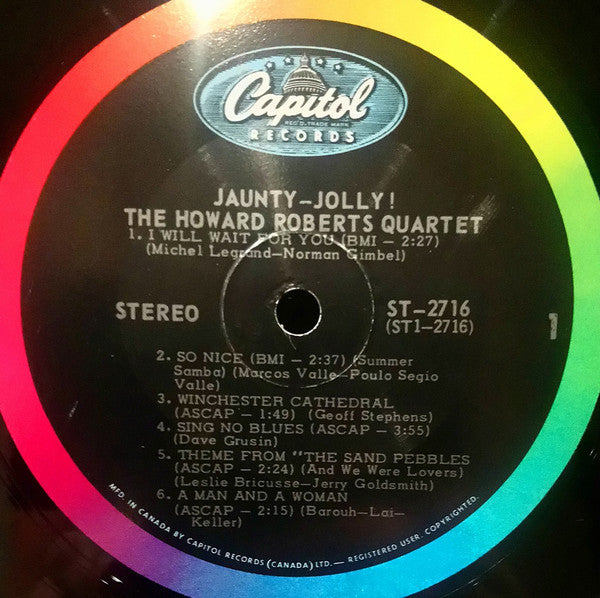 Capitol
REG'D. TRADE MARK
RECORDS
JAUNTY-JOLLY!
THE HOWARD ROBERTS QUARTET
1. I WILL WAIT FOR YOU (BMI - 2:27)
(Michel Legrand-Norman Gimbel)
STEREO
ST-2716
(ST1-2716)
1
2. SO NICE (BMI - 2:37) (Summer
Samba) (Marcos Valle-Poulo Segio
Valle)
3. WINCHESTER CATHEDRAL
(ASCAP - 1:49) (Geoff Stephens)
4. SING NO BLUES (ASCAP - 3:55)
(Dave Grusin)
5. THEME FROM "THE SAND PEBBLES
(ASCAP - 2:24) (And We Were Lovers)
(Leslie Bricusse-Jerry Goldsmith)
6. A MAN AND A WOMAN
(ASCAP - 2:15) (Barouh-Lai-
Keller)
MFD. IN CANADA BY CAPITOL RECORDS (CANADA) LTD.— REGISTERED USER. COPYRIGHTED.